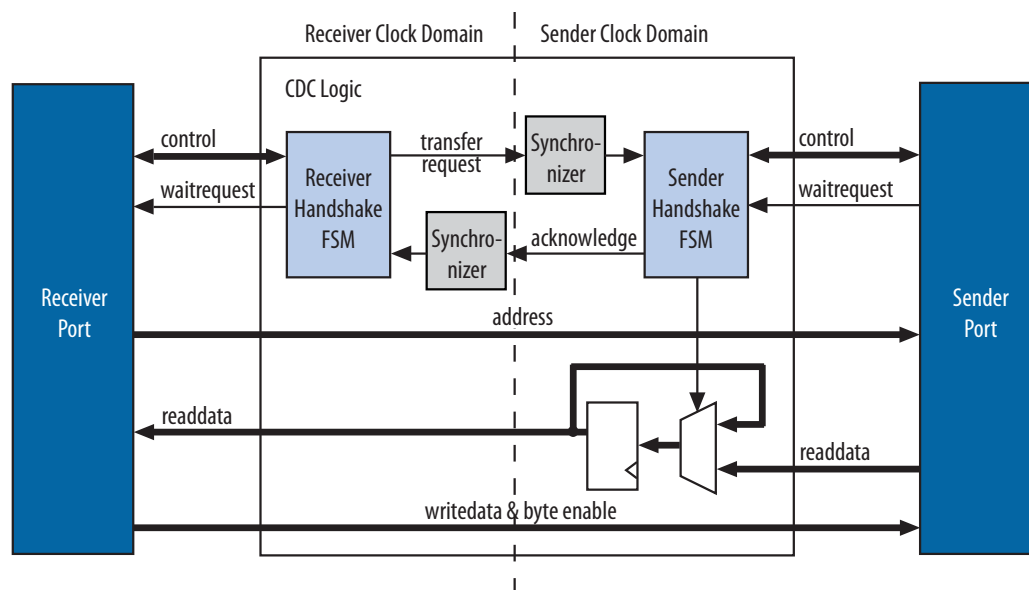 Receiver Clock Domain
Sender Clock Domain
CDC Logic
control
waitrequest
Receiver
Handshake
FSM
transfer
request
Synchro-
nizer
Synchro-
nizer
acknowledge
Sender
Handshake
FSM
control
waitrequest
Receiver
Port
Sender
Port
address
readdata
readdata
writedata & byte enable